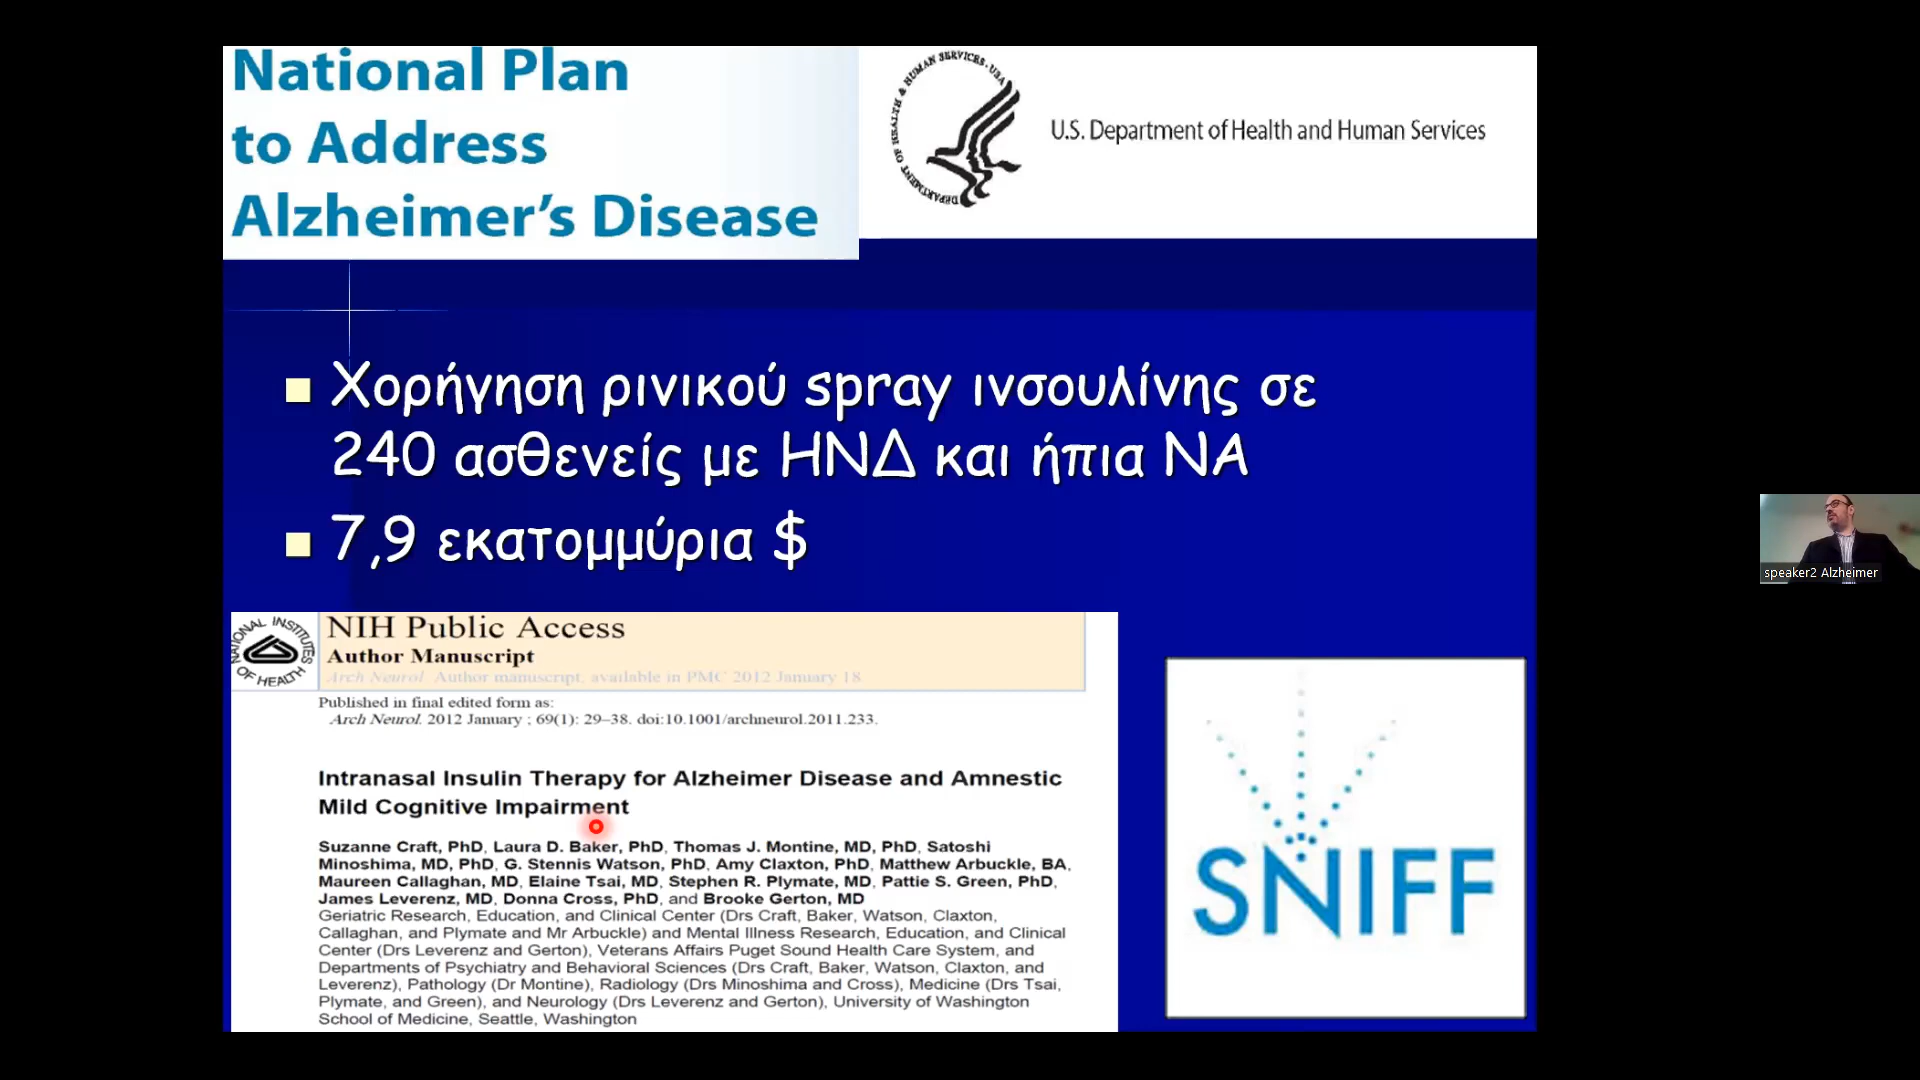 National Plan
to Address
Alzheimer's Disease
DEPARTMENT OF HEALTH & HUMAN SERVICES · USA
U.S. Department of Health and Human Services
Χορήγηση ρινικού spray ινσουλίνης σε
240 ασθενείς με ΗΝΔ και ήπια ΝΑ
7,9 εκατομμύρια $
NATIONAL INSTITUTES OF HEALTH
NIH Public Access
Author Manuscript
Arch Neurol. Author manuscript; available in PMC 2012 January 18
Published in final edited form as:
Arch Neurol. 2012 January ; 69(1): 29–38. doi:10.1001/archneurol.2011.233.
Intranasal Insulin Therapy for Alzheimer Disease and Amnestic
Mild Cognitive Impairment
Suzanne Craft, PhD, Laura D. Baker, PhD, Thomas J. Montine, MD, PhD, Satoshi
Minoshima, MD, PhD, G. Stennis Watson, PhD, Amy Claxton, PhD, Matthew Arbuckle, BA,
Maureen Callaghan, MD, Elaine Tsai, MD, Stephen R. Plymate, MD, Pattie S. Green, PhD,
James Leverenz, MD, Donna Cross, PhD, and Brooke Gerton, MD
Geriatric Research, Education, and Clinical Center (Drs Craft, Baker, Watson, Claxton,
Callaghan, and Plymate and Mr Arbuckle) and Mental Illness Research, Education, and Clinical
Center (Drs Leverenz and Gerton), Veterans Affairs Puget Sound Health Care System, and
Departments of Psychiatry and Behavioral Sciences (Drs Craft, Baker, Watson, Claxton, and
Leverenz), Pathology (Dr Montine), Radiology (Drs Minoshima and Cross), Medicine (Drs Tsai,
Plymate, and Green), and Neurology (Drs Leverenz and Gerton), University of Washington
School of Medicine, Seattle, Washington
SNIFF
speaker2 Alzheimer